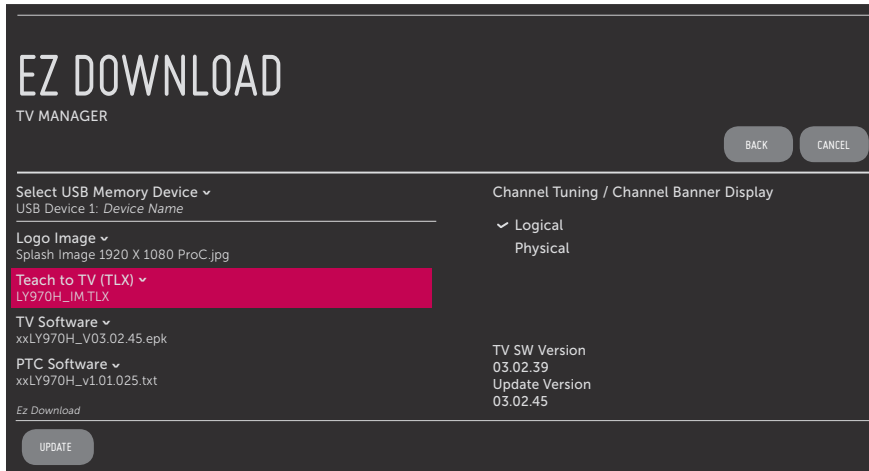 EZ DOWNLOAD
TV MANAGER
BACK
CANCEL
Select USB Memory Device
USB Device 1: Device Name
Logo Image
Splash Image 1920 X 1080 ProC.jpg
Teach to TV (TLX)
LY970H_IM.TLX
TV Software
xxLY970H_V03.02.45.epk
PTC Software
xxLY970H_v1.01.025.txt
Ez Download
UPDATE
Channel Tuning / Channel Banner Display
Logical
Physical
TV SW Version
03.02.39
Update Version
03.02.45